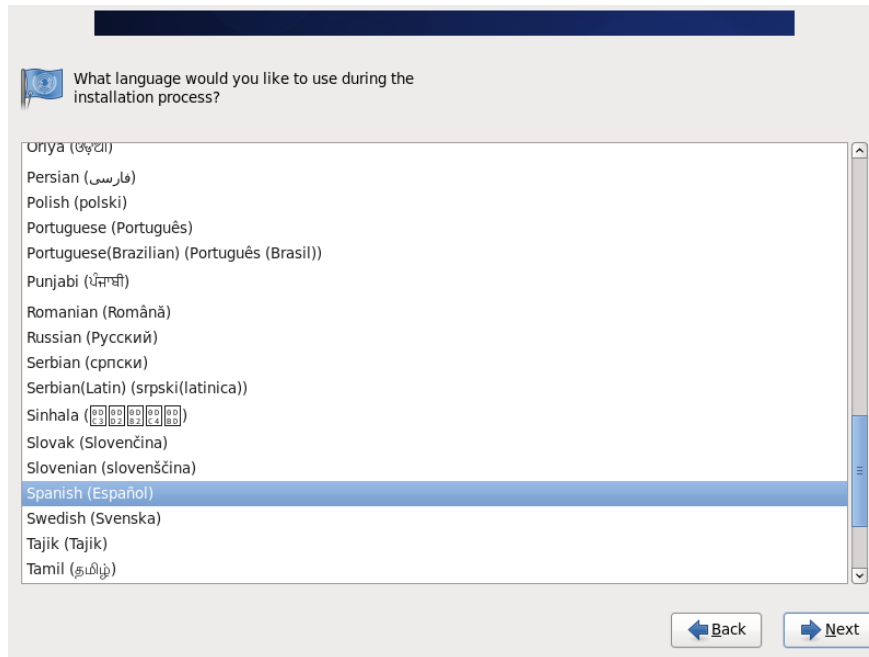 What language would you like to use during the
installation process?
Oriya (ଓଡ଼ିଆ)
Persian (فارسی)
Polish (polski)
Portuguese (Português)
Portuguese(Brazilian) (Português (Brasil))
Punjabi (ਪੰਜਾਬੀ)
Romanian (Română)
Russian (Русский)
Serbian (српски)
Serbian(Latin) (srpski(latinica))
Sinhala
Slovak (Slovenčina)
Slovenian (slovenščina)
Spanish (Español)
Swedish (Svenska)
Tajik (Tajik)
Tamil (தமிழ்)
Back
Next